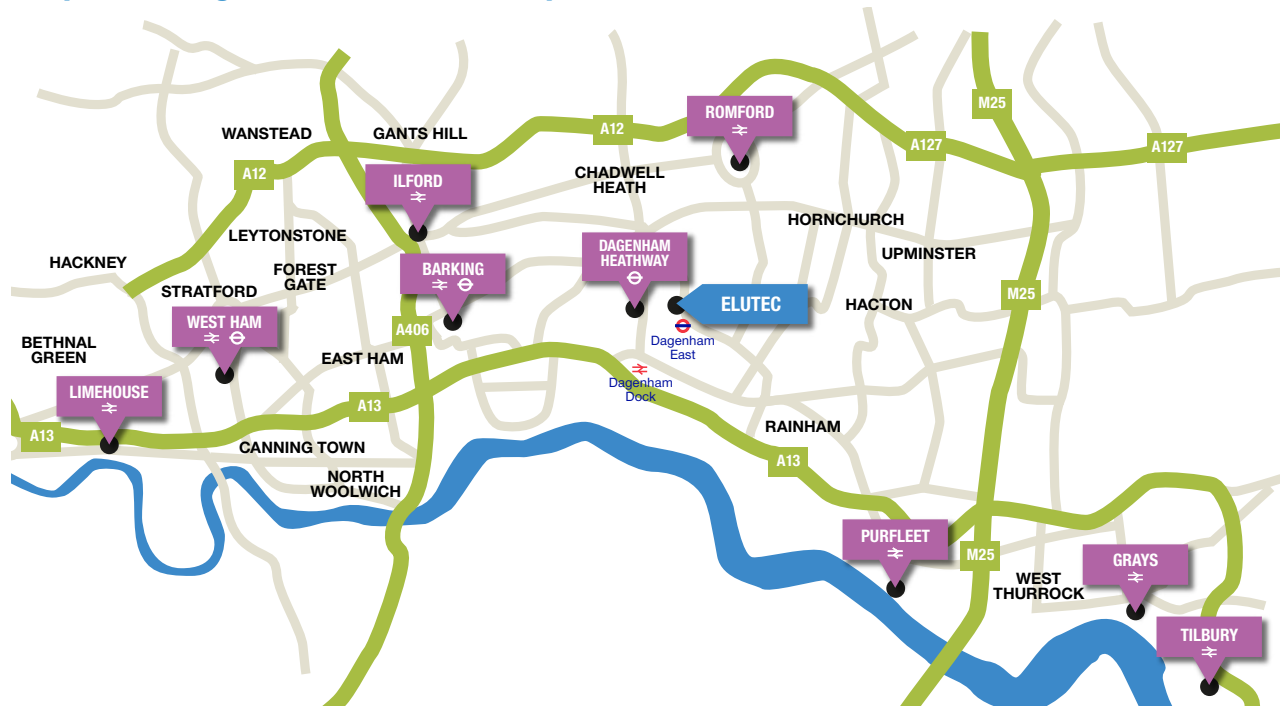 M25
ROMFORD
A12
WANSTEAD
GANTS HILL
A127
A127
A12
CHADWELL
HEATH
ILFORD
HORNCHURCH
LEYTONSTONE
DAGENHAM
HEATHWAY
UPMINSTER
HACKNEY
FOREST
GATE
BARKING
STRATFORD
M25
ELUTEC
HACTON
WEST HAM
A406
Dagenham
East
BETHNAL
GREEN
EAST HAM
LIMEHOUSE
Dagenham
Dock
A13
RAINHAM
A13
CANNING TOWN
A13
NORTH
WOOLWICH
PURFLEET
M25
GRAYS
WEST
THURROCK
TILBURY